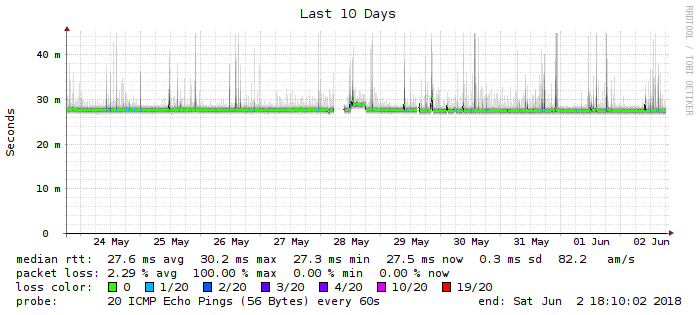 Last 10 Days
RRDTOOL / TOBI OETIKER
Seconds
40 m
30 m
20 m
10 m
0
24 May 25 May 26 May 27 May 28 May 29 May 30 May 31 May 01 Jun 02 Jun
median rtt: 27.6 ms avg 30.2 ms max 27.3 ms min 27.5 ms now 0.3 ms sd 82.2 am/s
packet loss: 2.29 % avg 100.00 % max 0.00 % min 0.00 % now
loss color: 0 1/20 2/20 3/20 4/20 10/20 19/20
probe: 20 ICMP Echo Pings (56 Bytes) every 60s end: Sat Jun 2 18:10:02 2018